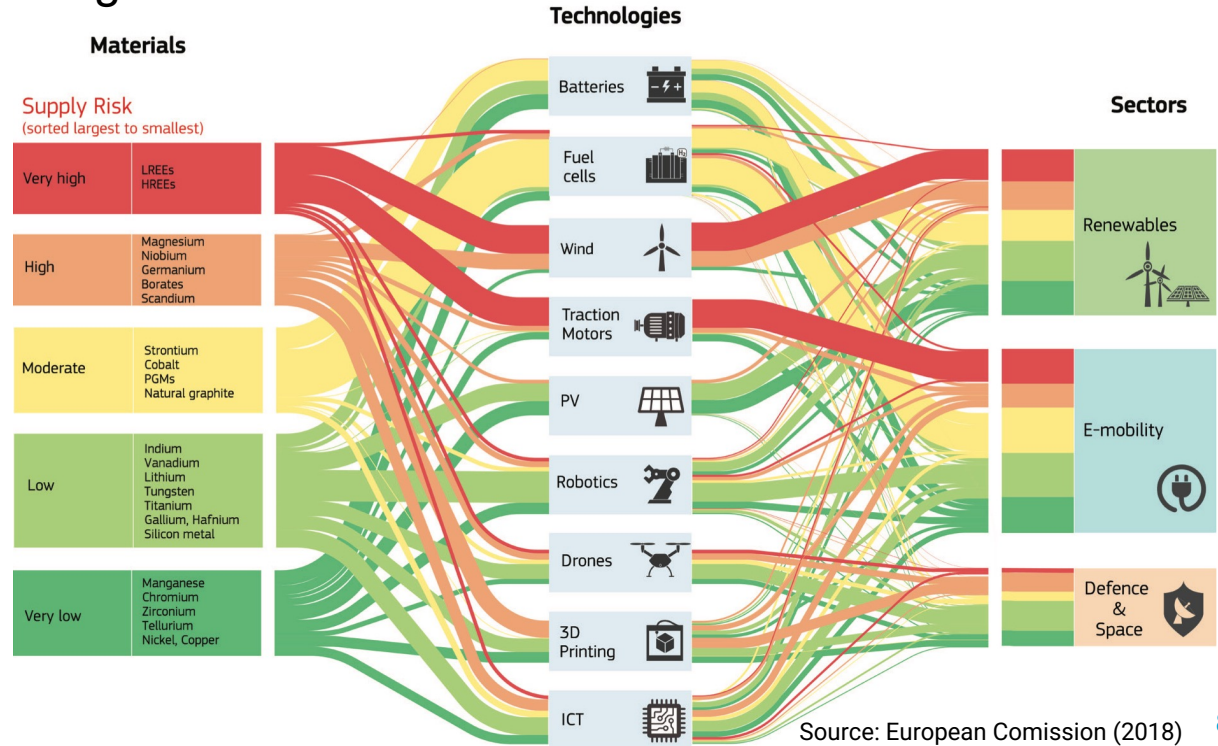 Technologies
Materials
Supply Risk
(sorted largest to smallest)
Very high
LREEs
HREEs
High
Magnesium
Niobium
Germanium
Borates
Scandium
Moderate
Strontium
Cobalt
PGMs
Natural graphite
Low
Indium
Vanadium
Lithium
Tungsten
Titanium
Gallium, Hafnium
Silicon metal
Very low
Manganese
Chromium
Zirconium
Tellurium
Nickel, Copper
Batteries
Fuel
cells
H₂
Wind
Traction
Motors
PV
Robotics
Drones
3D
Printing
ICT
Sectors
Renewables
E-mobility
Defence
&
Space
Source: European Comission (2018)